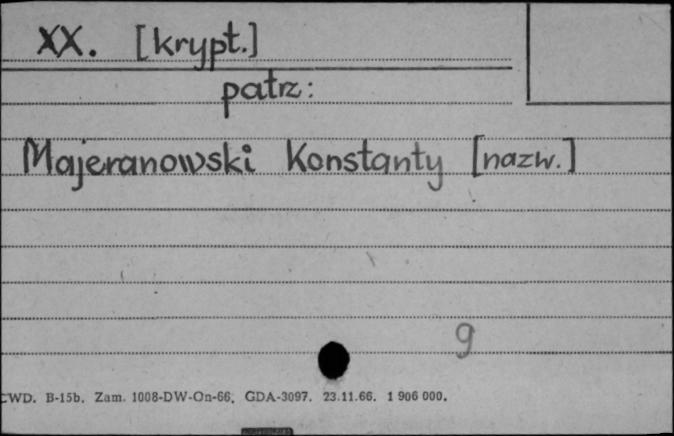 XX. [krypt.]
patrz:
Majeranowski Konstanty [nazw.]
9
CWD. B-15b. Zam. 1008-DW-On-66. GDA-3097. 23.11.66. 1 906 000.